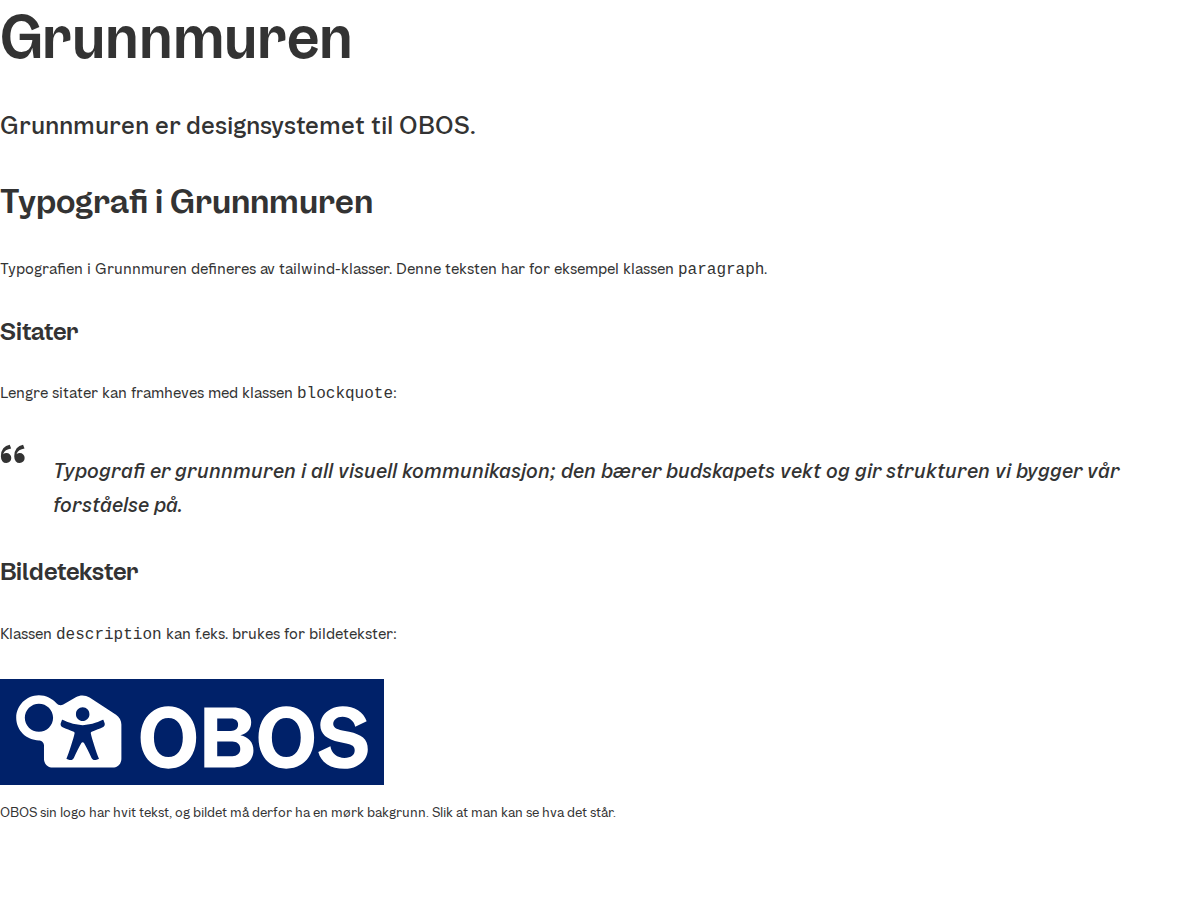 Grunnmuren
Grunnmuren er designsystemet til OBOS.
Typografi i Grunnmuren
Typografien i Grunnmuren defineres av tailwind-klasser. Denne teksten har for eksempel klassen paragraph.
Sitater
Lengre sitater kan framheves med klassen blockquote:
“ Typografi er grunnmuren i all visuell kommunikasjon; den bærer budskapets vekt og gir strukturen vi bygger vår
forståelse på.
Bildetekster
Klassen description kan f.eks. brukes for bildetekster:
OBOS
OBOS sin logo har hvit tekst, og bildet må derfor ha en mørk bakgrunn. Slik at man kan se hva det står.